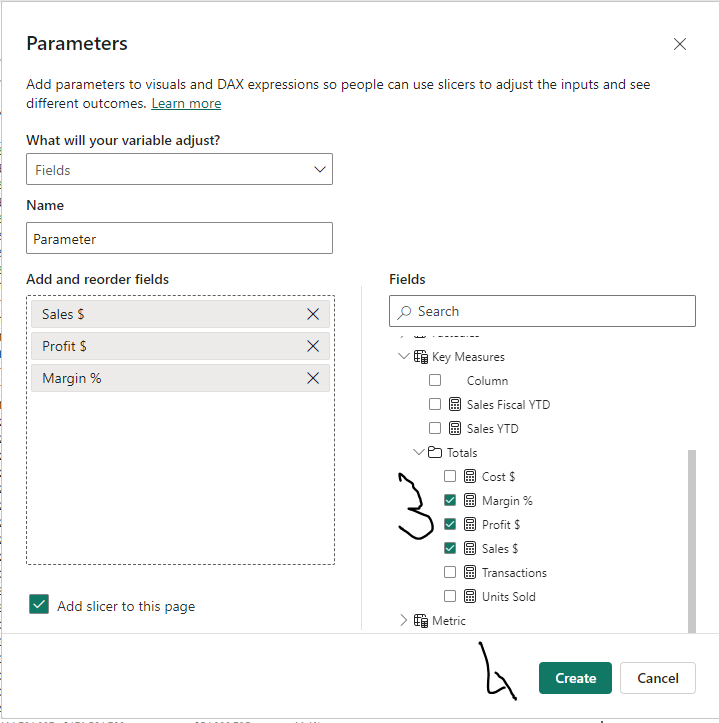 Parameters
Add parameters to visuals and DAX expressions so people can use slicers to adjust the inputs and see
different outcomes. Learn more
What will your variable adjust?
Fields
Name
Parameter
Add and reorder fields
Sales $
Profit $
Margin %
Add slicer to this page
Fields
Search
Key Measures
Column
Sales Fiscal YTD
Sales YTD
Totals
Cost $
Margin %
3
Profit $
Sales $
Transactions
Units Sold
Metric
4
Create
Cancel